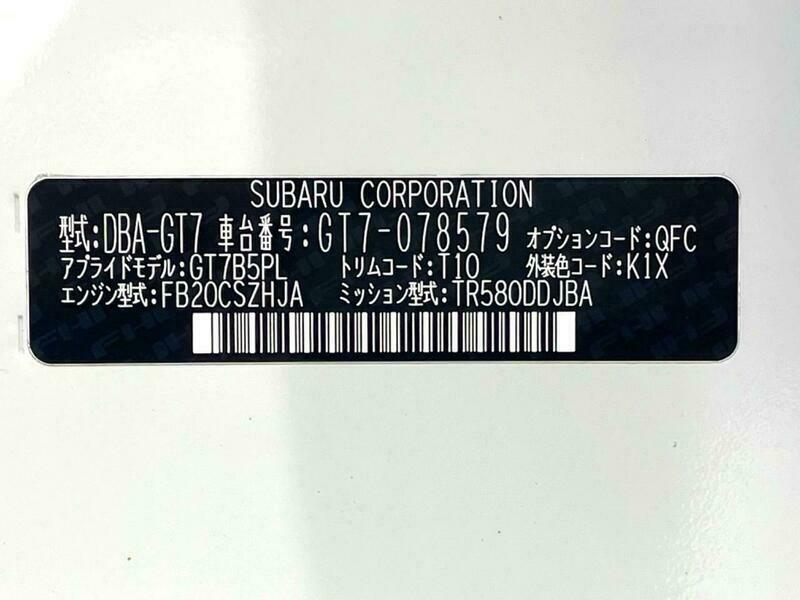 SUBARU CORPORATION
型式:DBA-GT7 車台番号:GT7-078579 オプションコード:QFC
アプライドモデル:GT7B5PL トリムコード:T10 外装色コード:K1X
エンジン型式:FB20CSZHJA ミッション型式:TR580DDJBA